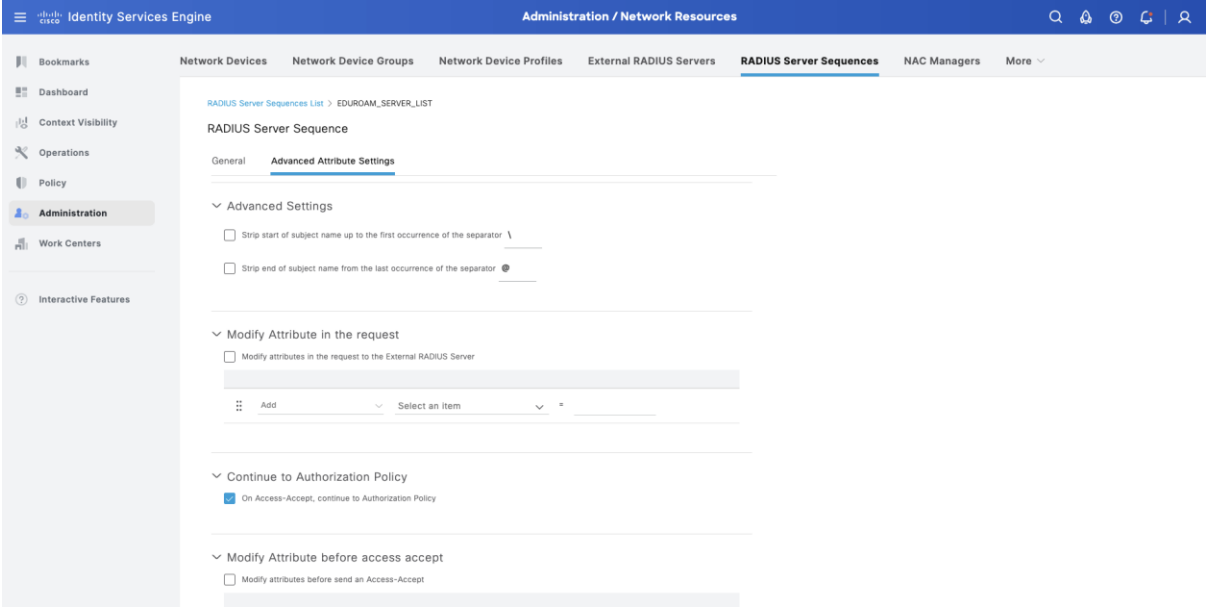 cisco Identity Services Engine
Administration / Network Resources
Bookmarks
Dashboard
Context Visibility
Operations
Policy
Administration
Work Centers
Interactive Features
Network Devices Network Device Groups Network Device Profiles External RADIUS Servers RADIUS Server Sequences NAC Managers More
RADIUS Server Sequences List > EDUROAM_SERVER_LIST
RADIUS Server Sequence
General Advanced Attribute Settings
Advanced Settings
Strip start of subject name up to the first occurrence of the separator \
Strip end of subject name from the last occurrence of the separator @
Modify Attribute in the request
Modify attributes in the request to the External RADIUS Server
Add Select an item =
Continue to Authorization Policy
On Access-Accept, continue to Authorization Policy
Modify Attribute before access accept
Modify attributes before send an Access-Accept